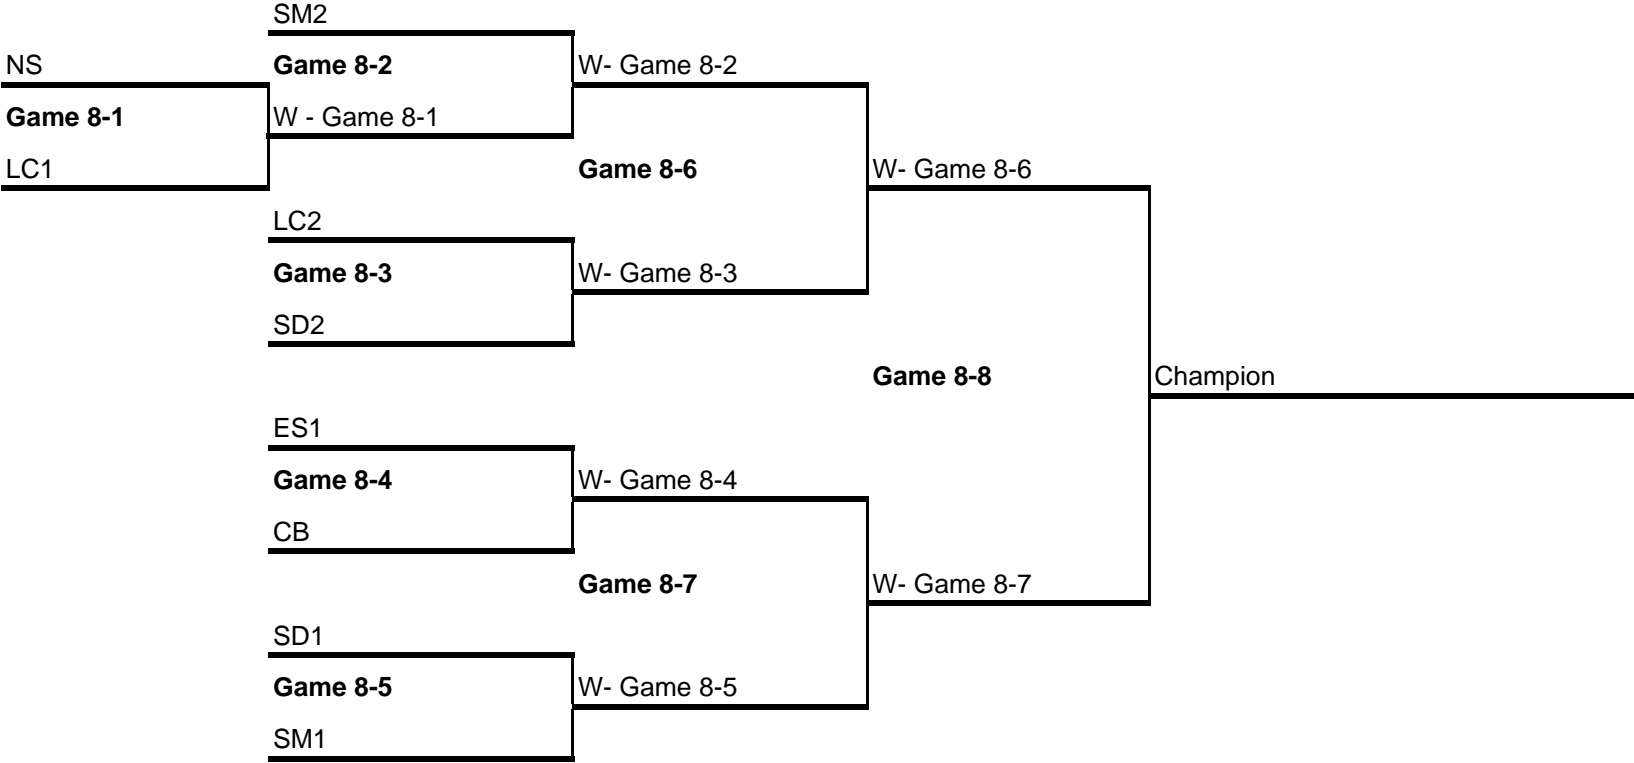 SM2
NS
Game 8-2
W- Game 8-2
Game 8-1
W - Game 8-1
LC1
Game 8-6
W- Game 8-6
LC2
Game 8-3
W- Game 8-3
SD2
Game 8-8
Champion
ES1
Game 8-4
W- Game 8-4
CB
Game 8-7
W- Game 8-7
SD1
Game 8-5
W- Game 8-5
SM1